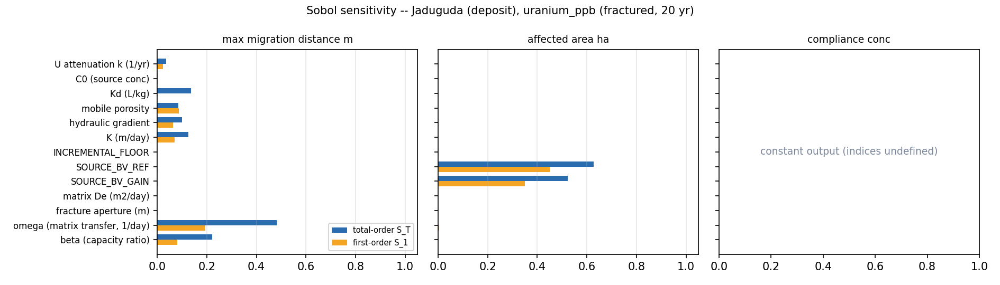 Sobol sensitivity -- Jaduguda (deposit), uranium_ppb (fractured, 20 yr)
max migration distance m
affected area ha
compliance conc
U attenuation k (1/yr)
C0 (source conc)
Kd (L/kg)
mobile porosity
hydraulic gradient
K (m/day)
INCREMENTAL_FLOOR
SOURCE_BV_REF
SOURCE_BV_GAIN
matrix De (m2/day)
fracture aperture (m)
omega (matrix transfer, 1/day)
beta (capacity ratio)
total-order S_T
first-order S_1
constant output (indices undefined)
0.0 0.2 0.4 0.6 0.8 1.0
0.0 0.2 0.4 0.6 0.8 1.0
0.0 0.2 0.4 0.6 0.8 1.0